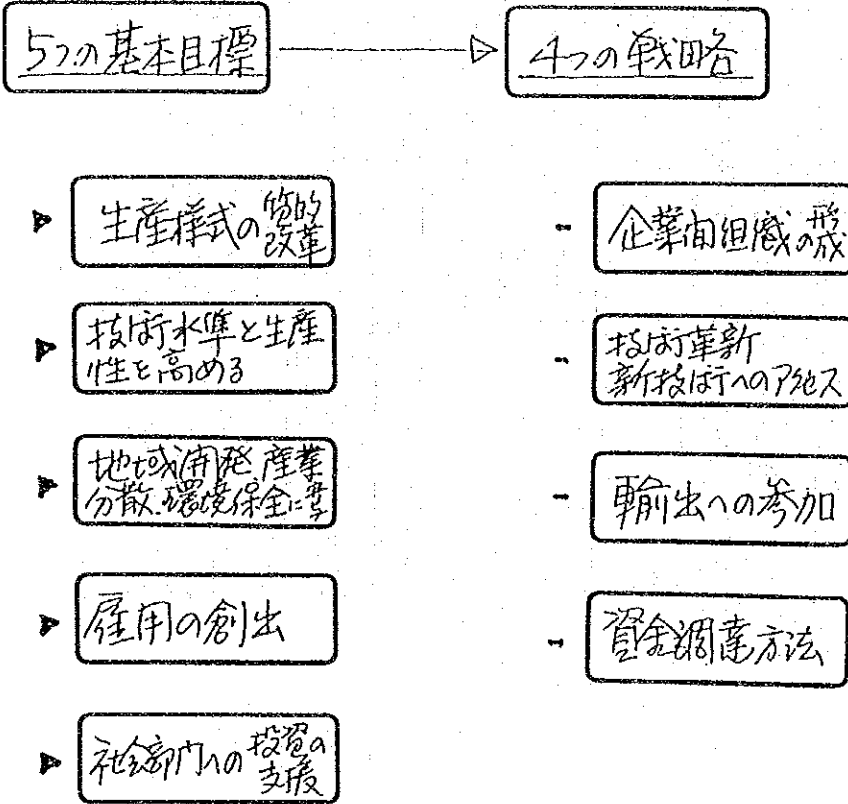 5つの基本目標
4つの戦略
生産様式の質的
改革
技術水準と生産
性を高める
地域開発、産業
分散、環境保全に寄与
雇用の創出
社会部門への投資の
支援
企業間組織の形成
技術革新
新技術へのアクセス
輸出への参加
資金調達方法